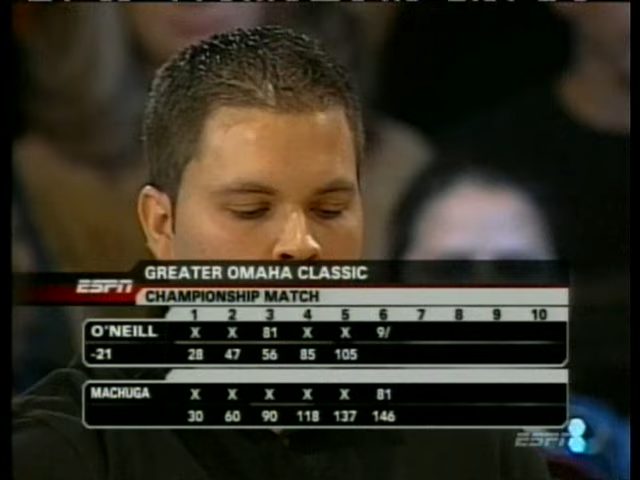 ESPN GREATER OMAHA CLASSIC
CHAMPIONSHIP MATCH
1 2 3 4 5 6 7 8 9 10
O'NEILL X X 81 X X 9/
-21 28 47 56 85 105
MACHUGA X X X X X 81
30 60 90 118 137 146
ESPN